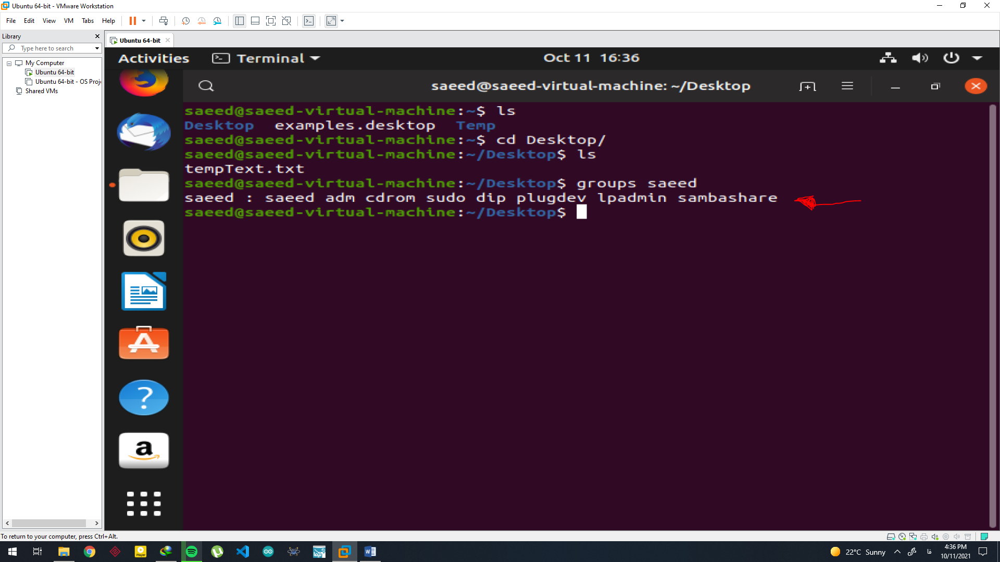 Ubuntu 64-bit - VMware Workstation
File Edit View VM Tabs Help
Library
Type here to search
My Computer
Ubuntu 64-bit
Ubuntu 64-bit - OS Proj
Shared VMs
Ubuntu 64-bit
Activities Terminal Oct 11 16:36
saeed@saeed-virtual-machine: ~/Desktop
saeed@saeed-virtual-machine:~$ ls
Desktop examples.desktop Temp
saeed@saeed-virtual-machine:~$ cd Desktop/
saeed@saeed-virtual-machine:~/Desktop$ ls
tempText.txt
saeed@saeed-virtual-machine:~/Desktop$ groups saeed
saeed : saeed adm cdrom sudo dip plugdev lpadmin sambashare
saeed@saeed-virtual-machine:~/Desktop$
a
To return to your computer, press Ctrl+Alt.
Player
22°C Sunny
فا
4:36 PM
10/11/2021